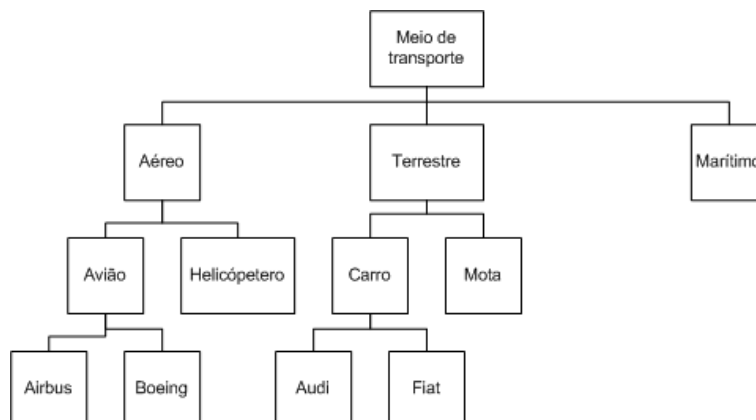 Meio de
transporte
Aéreo
Terrestre
Marítimo
Avião
Helicópetero
Carro
Mota
Airbus
Boeing
Audi
Fiat